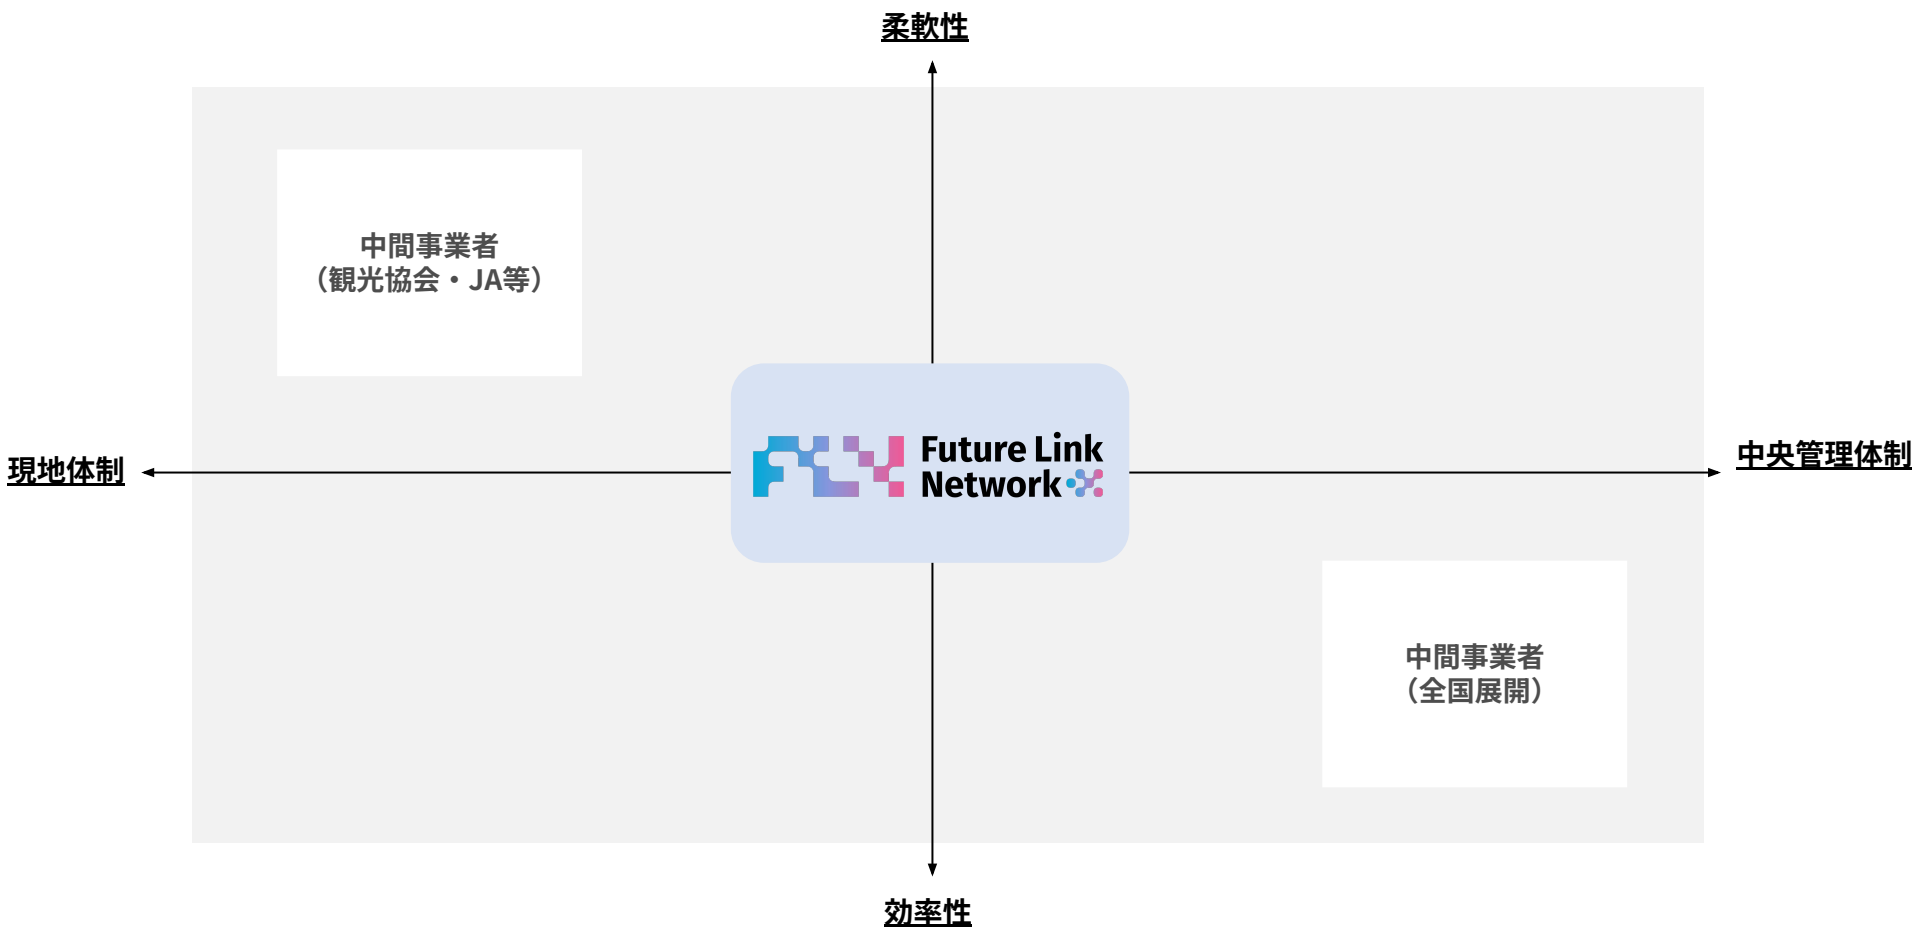 柔軟性
中間事業者
（観光協会・JA等）
現地体制
Future Link
Network
中央管理体制
中間事業者
（全国展開）
効率性